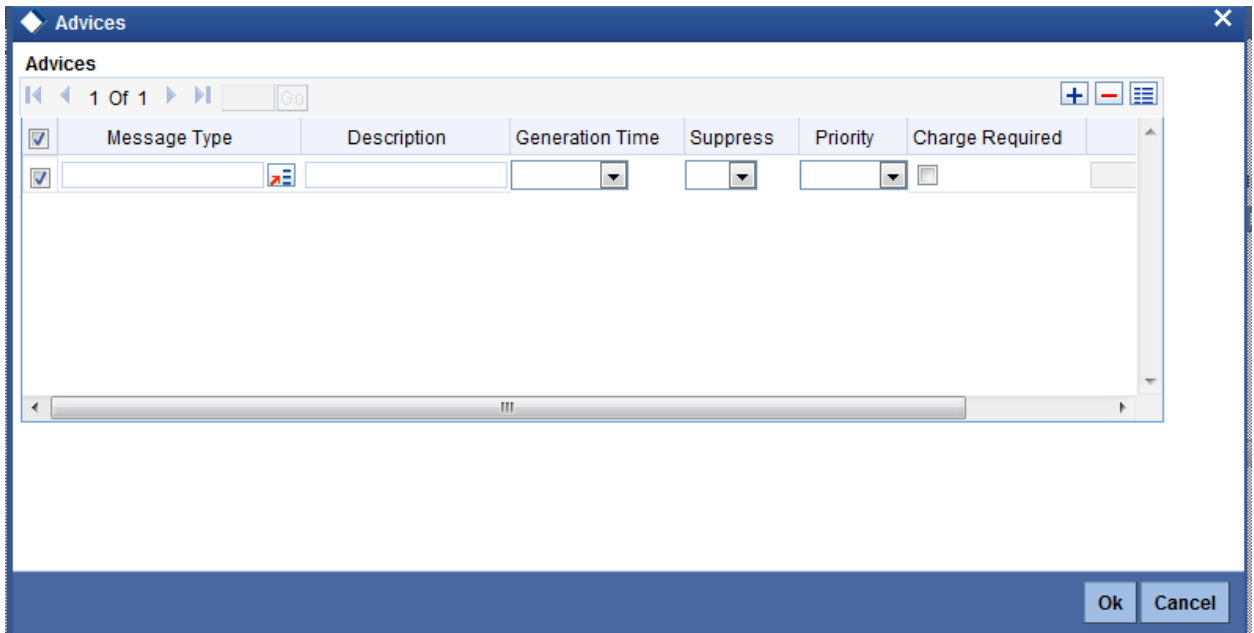 Advices
Advices
1 Of 1 Go
Message Type Description Generation Time Suppress Priority Charge Required
Ok Cancel